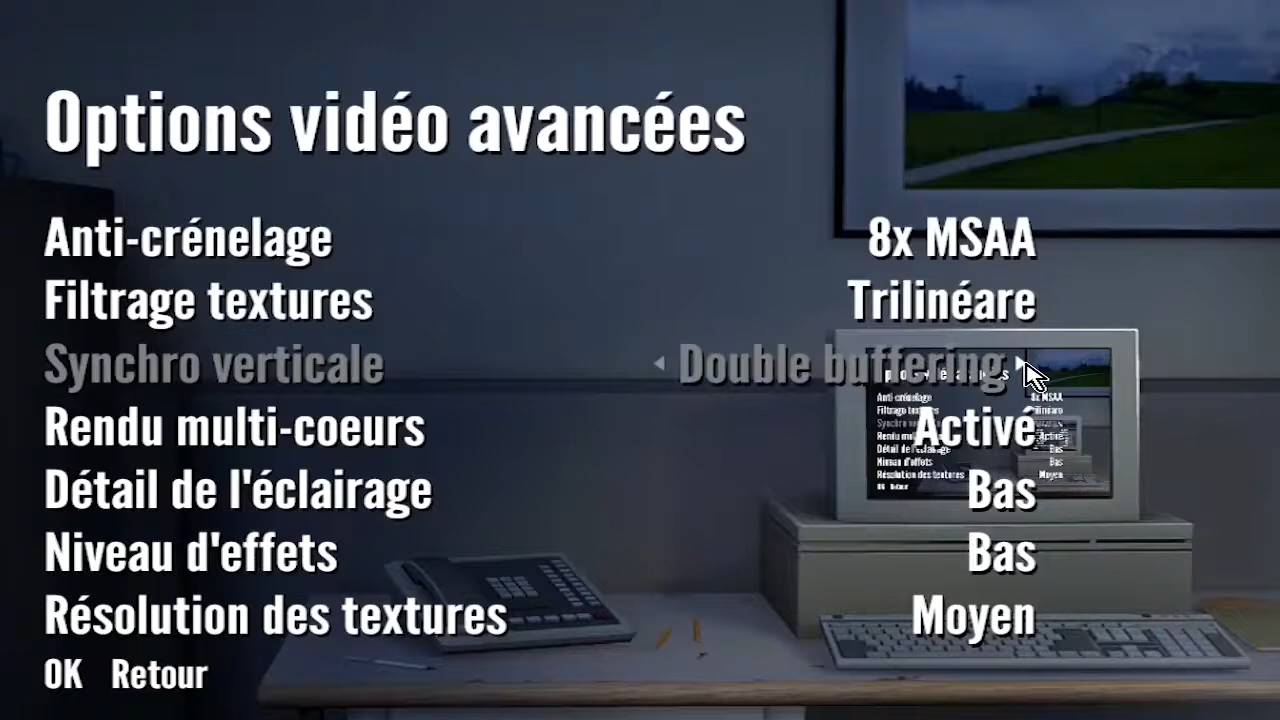 Options vidéo avancées
Anti-crénelage 8x MSAA
Filtrage textures Trilinéare
Synchro verticale Double buffering
Rendu multi-coeurs Activé
Détail de l'éclairage Bas
Niveau d'effets Bas
Résolution des textures Moyen
OK Retour